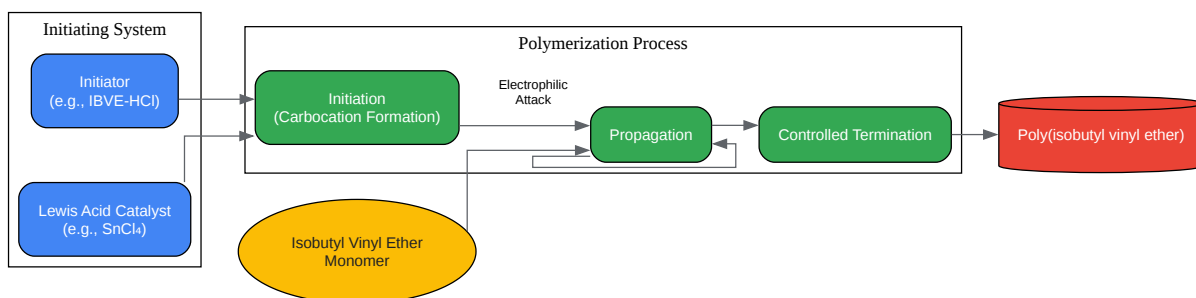 Initiating System
Initiator
(e.g., IBVE-HCl)
Lewis Acid Catalyst
(e.g., SnCl₄)
Polymerization Process
Initiation
(Carbocation Formation)
Electrophilic
Attack
Propagation
Controlled Termination
Poly(isobutyl vinyl ether)
Isobutyl Vinyl Ether
Monomer